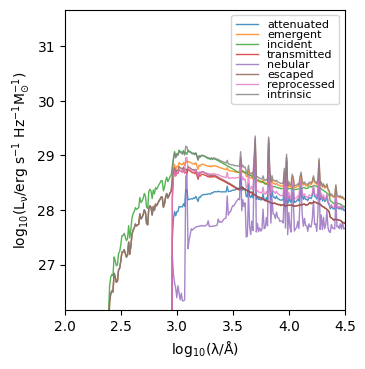 attenuated
emergent
incident
transmitted
nebular
escaped
reprocessed
intrinsic
log₁₀(Lᵥ/erg s⁻¹ Hz⁻¹M⊙⁻¹)
31
30
29
28
27
2.0 2.5 3.0 3.5 4.0 4.5
log₁₀(λ/Å)